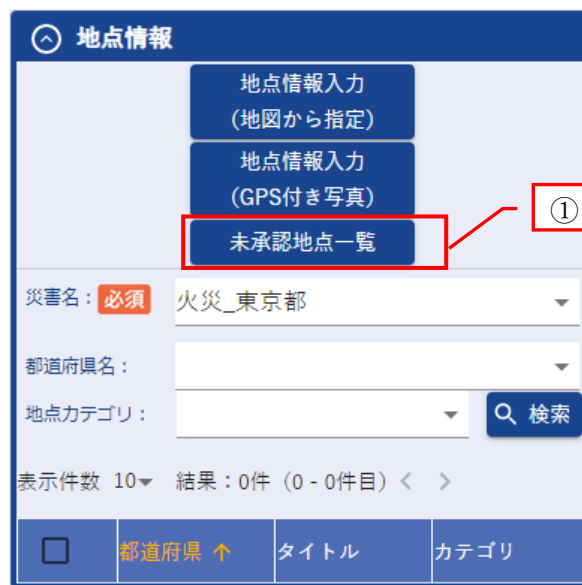 地点情報
地点情報入力
(地図から指定)
地点情報入力
(GPS付き写真)
未承認地点一覧
①
災害名：必須 火災_東京都
都道府県名：
地点カテゴリ： 検索
表示件数 10 結果：0件（0 - 0件目）
都道府県 ↑ タイトル カテゴリ